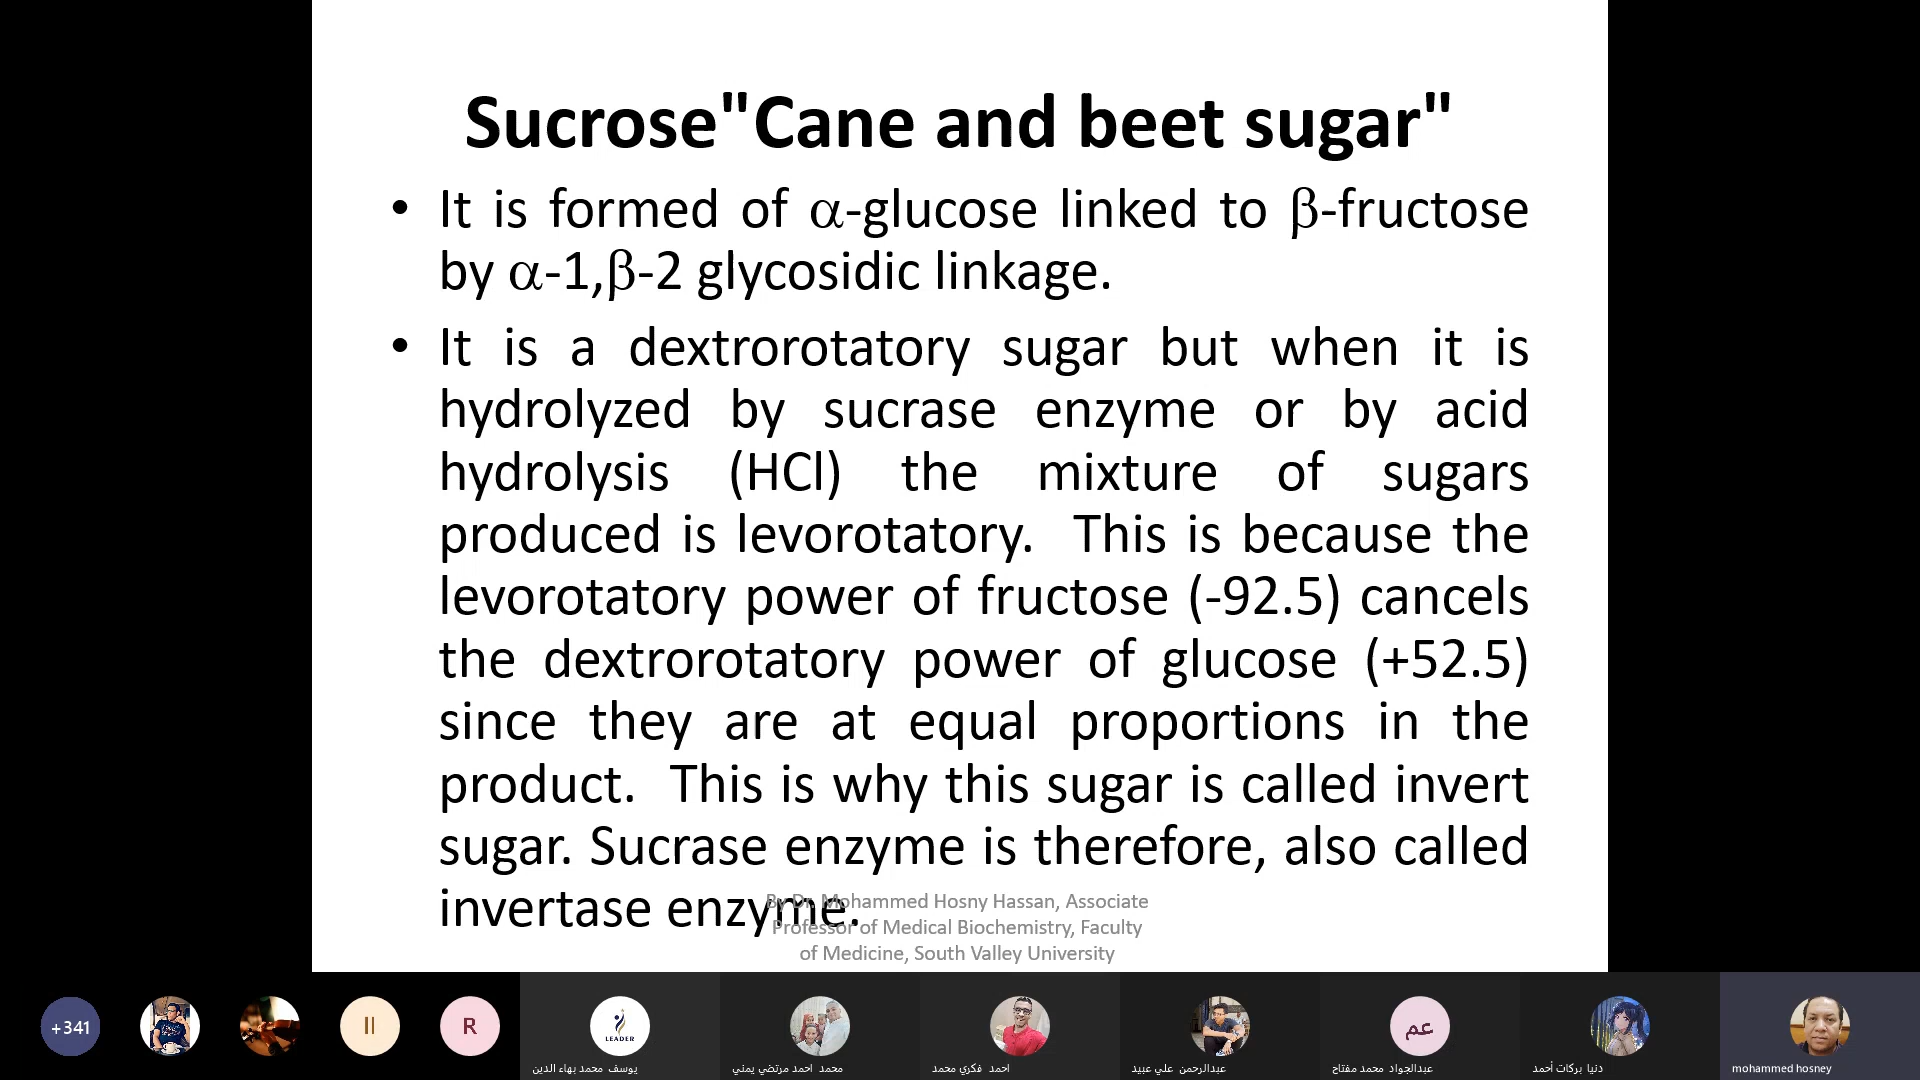 Sucrose"Cane and beet sugar"
• It is formed of α-glucose linked to β-fructose
by α-1,β-2 glycosidic linkage.
• It is a dextrorotatory sugar but when it is
hydrolyzed by sucrase enzyme or by acid
hydrolysis (HCl) the mixture of sugars
produced is levorotatory. This is because the
levorotatory power of fructose (-92.5) cancels
the dextrorotatory power of glucose (+52.5)
since they are at equal proportions in the
product. This is why this sugar is called invert
sugar. Sucrase enzyme is therefore, also called
invertase enzyme.
By Dr. Mohammed Hosny Hassan, Associate
Professor of Medical Biochemistry, Faculty
of Medicine, South Valley University
+341
II
R
LEADER
عم
يوسف محمد بهاء الدين
محمد احمد مرتضي يمني
احمد فكري محمد
عبدالرحمن علي عبيد
عبدالجواد محمد مفتاح
دنيا بركات أحمد
mohammed hosney